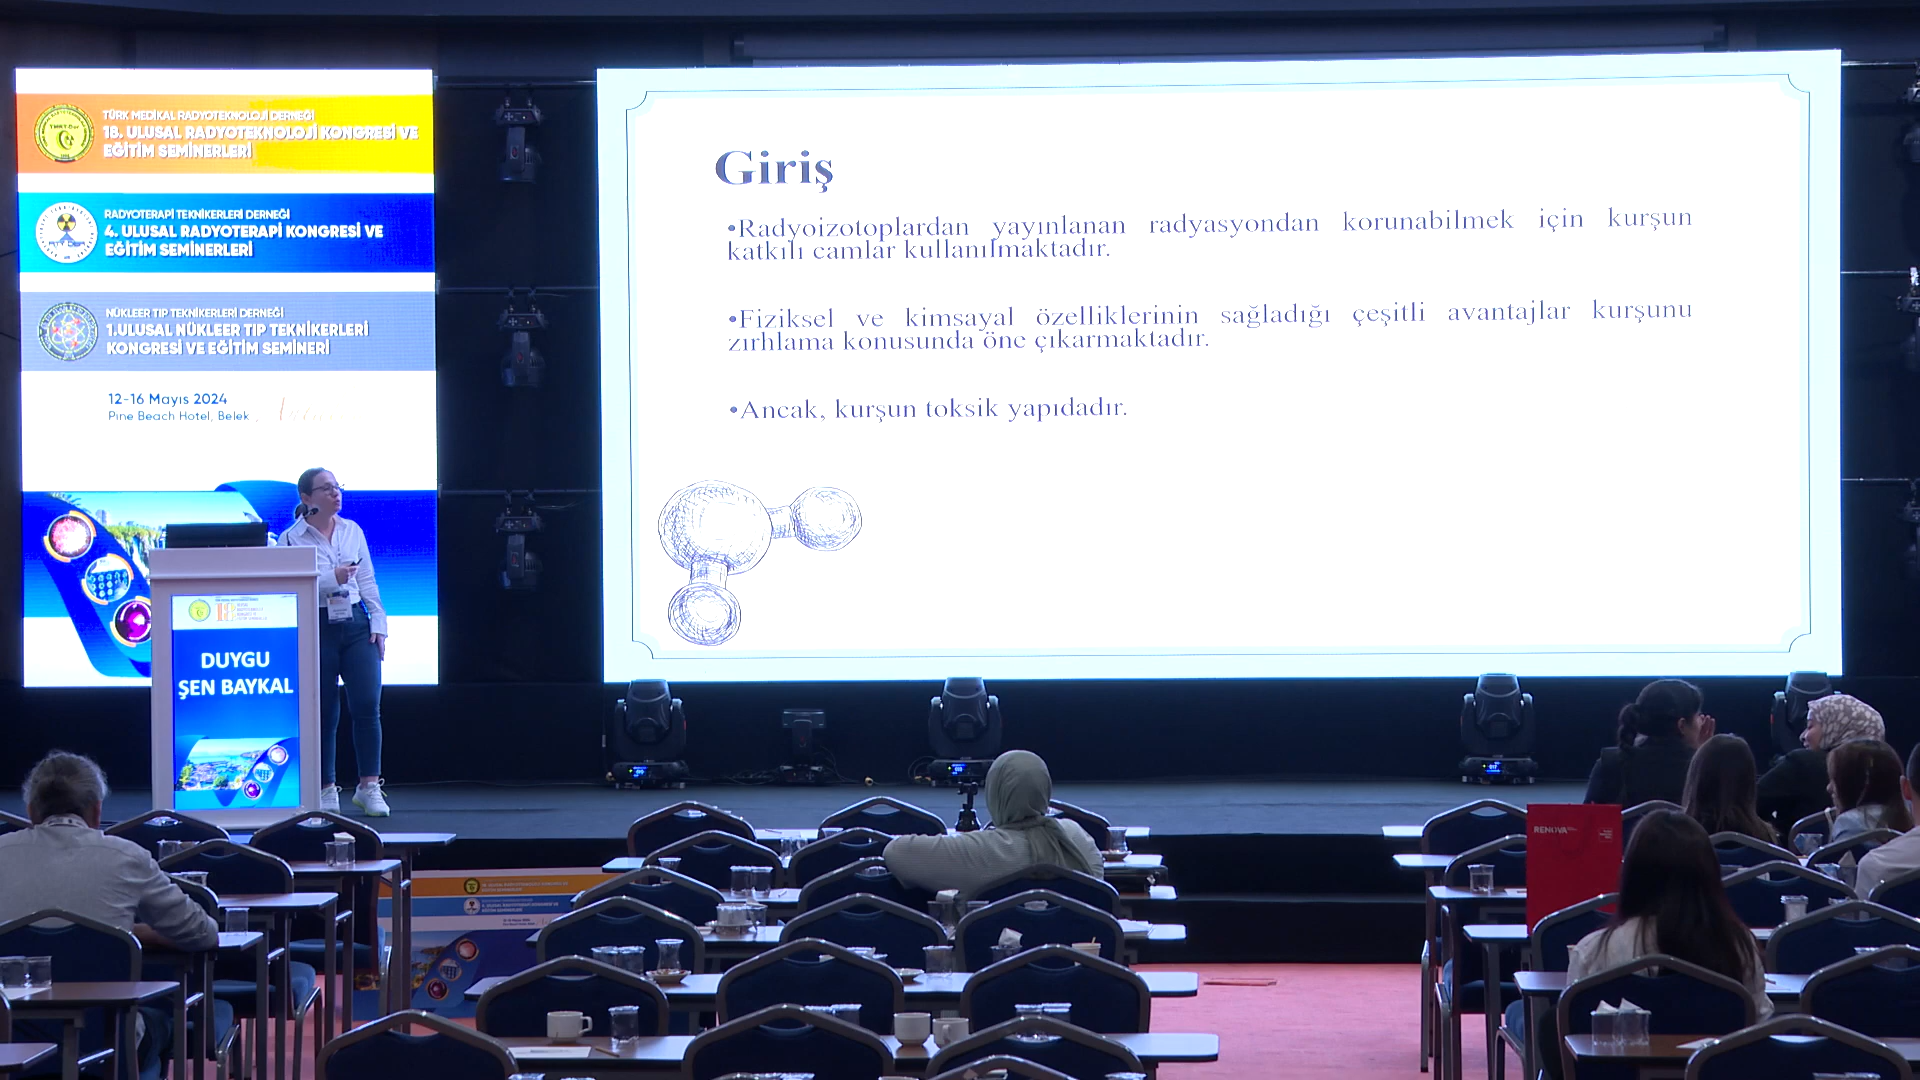 TÜRK MEDİKAL RADYOTEKNOLOJİ DERNEĞİ
18. ULUSAL RADYOTEKNOLOJİ KONGRESİ VE
EĞİTİM SEMİNERLERİ
RADYOTERAPİ TEKNİKERLERİ DERNEĞİ
4. ULUSAL RADYOTERAPİ KONGRESİ VE
EĞİTİM SEMİNERLERİ
NÜKLEER TIP TEKNİKERLERİ DERNEĞİ
1.ULUSAL NÜKLEER TIP TEKNİKERLERİ
KONGRESİ VE EĞİTİM SEMİNERİ
12-16 Mayıs 2024
Pine Beach Hotel, Belek
Giriş
•Radyoizotoplardan yayınlanan radyasyondan korunabilmek için kurşun
katkılı camlar kullanılmaktadır.
•Fiziksel ve kimsayal özelliklerinin sağladığı çeşitli avantajlar kurşunu
zırhlama konusunda öne çıkarmaktadır.
•Ancak, kurşun toksik yapıdadır.
DUYGU
ŞEN BAYKAL
RENOVA